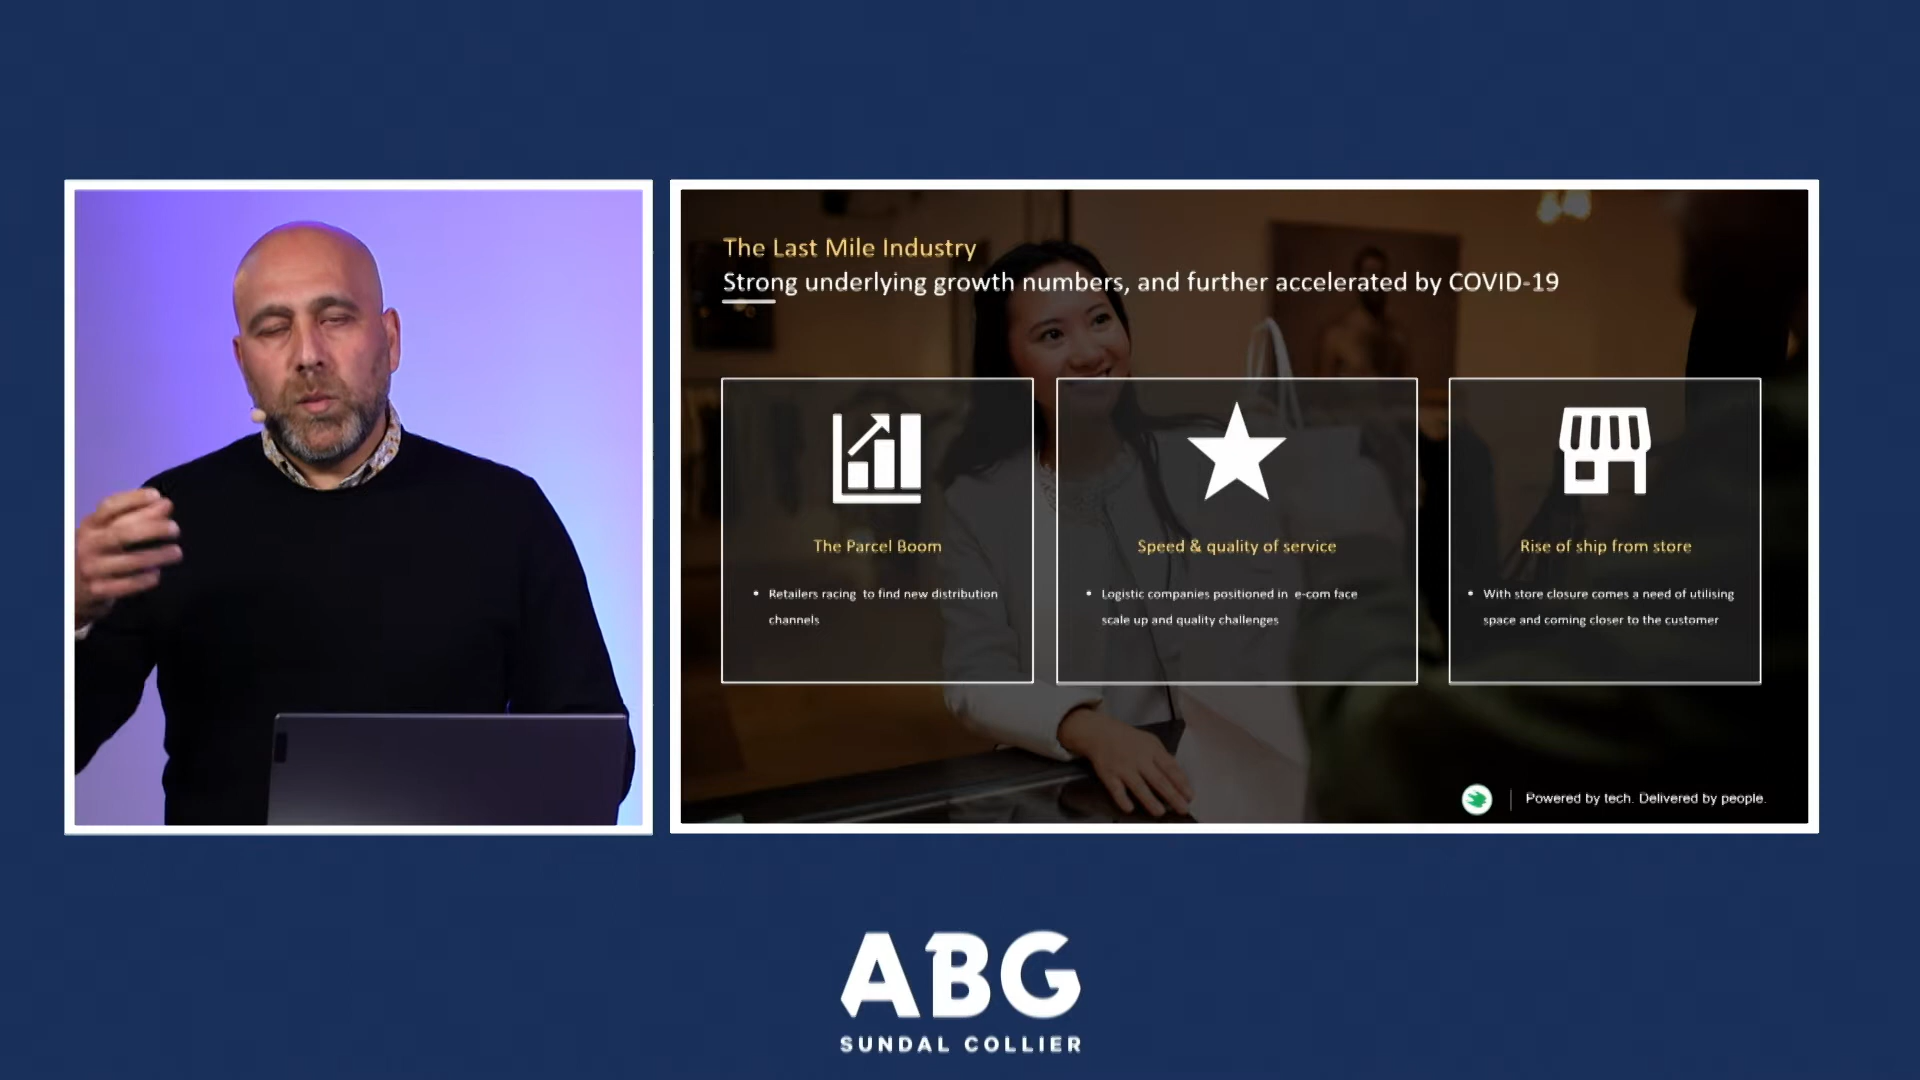 The Last Mile Industry
Strong underlying growth numbers, and further accelerated by COVID-19
The Parcel Boom
• Retailers racing to find new distribution
channels
Speed & quality of service
• Logistic companies positioned in e-com face
scale up and quality challenges
Rise of ship from store
• With store closure comes a need of utilising
space and coming closer to the customer
Powered by tech. Delivered by people.
ABG
SUNDAL COLLIER